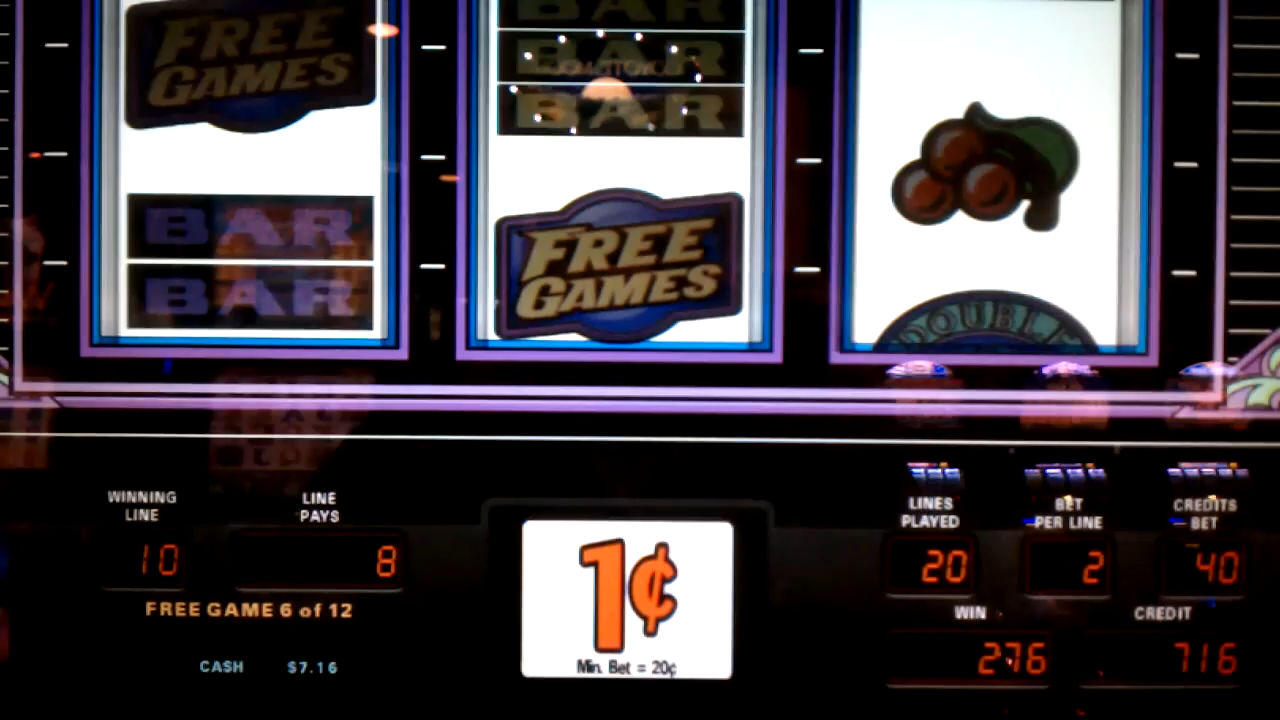 FREE
GAMES
BAR
BAR
BAR
BAR
BAR
FREE
GAMES
DOUBLE
WINNING
LINE
10
LINE
PAYS
8
FREE GAME 6 of 12
CASH $7.16
1¢
Min. Bet = 20¢
LINES
PLAYED
20
BET
PER LINE
2
CREDITS
BET
40
WIN
276
CREDIT
716